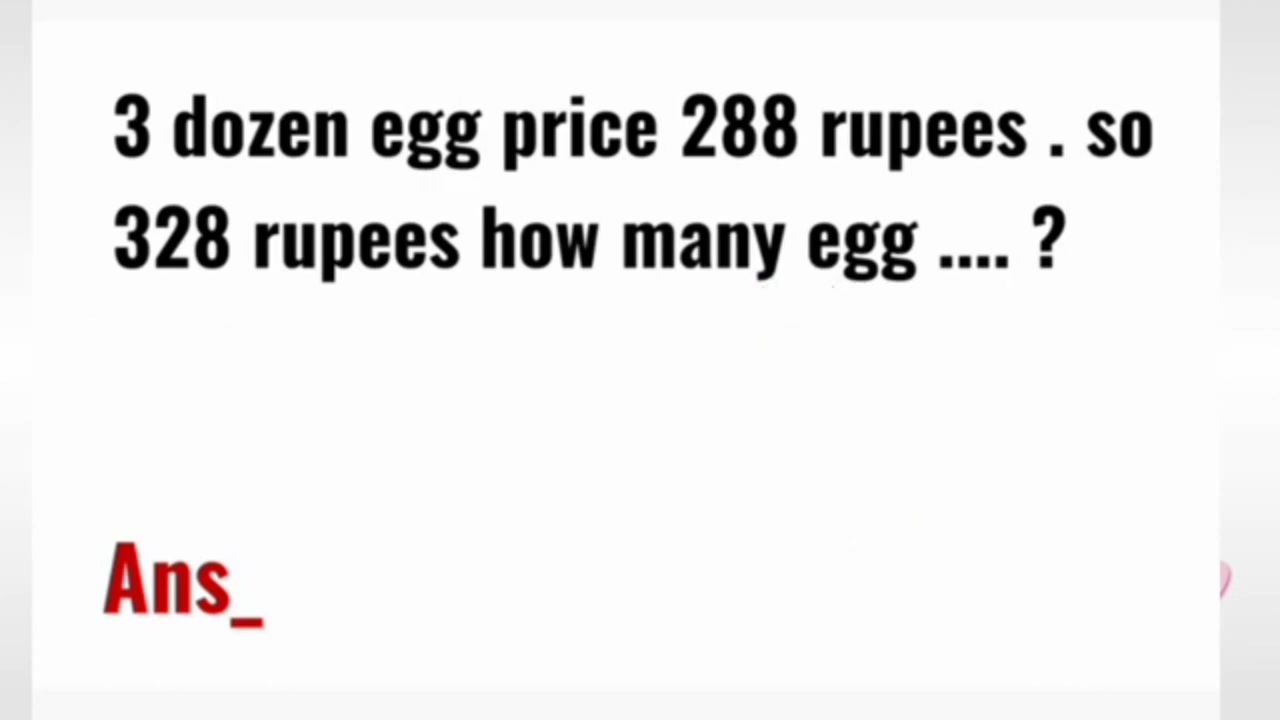 3 dozen egg price 288 rupees . so
328 rupees how many egg .... ?
Ans_